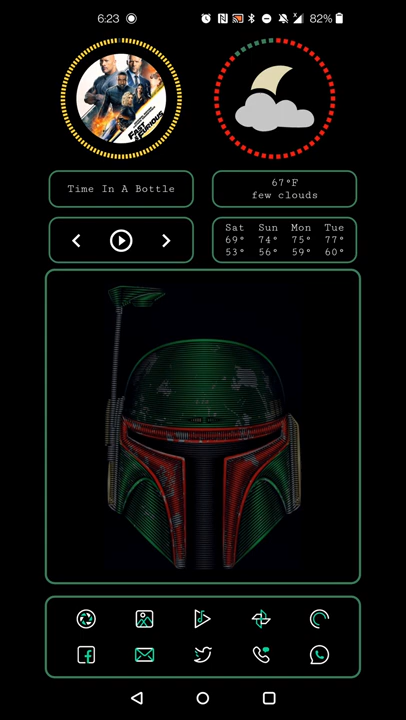 6:23
82%
FAST & FURIOUS
Time In A Bottle
67°F
few clouds
Sat Sun Mon Tue
69° 74° 75° 77°
53° 56° 59° 60°